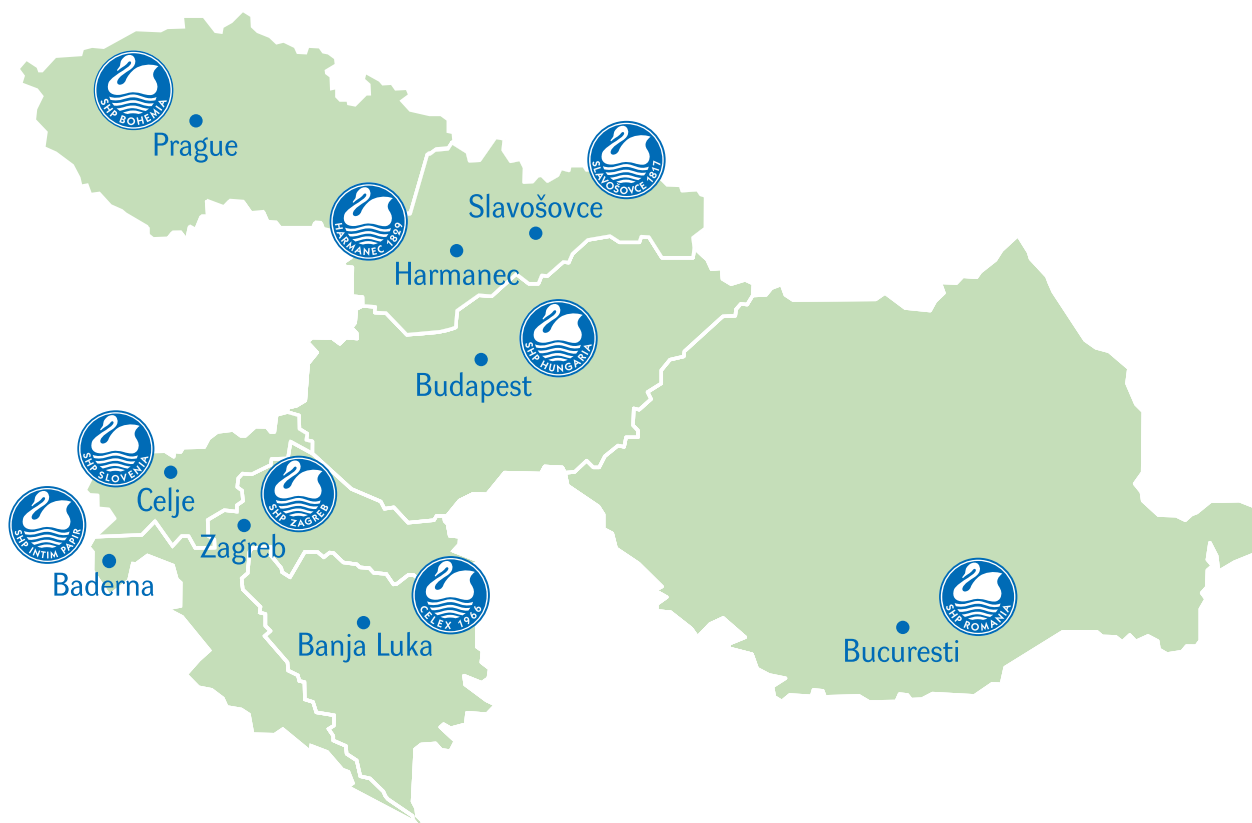 SHP BOHEMIA
Prague
SLAVOŠOVCE 1817
Slavošovce
HARMANEC 1829
Harmanec
SHP HUNGARIA
Budapest
SHP SLOVENIA
Celje
SHP ZAGREB
Zagreb
SHP INTIM PAPIR
Baderna
CELEX 1966
Banja Luka
SHP ROMANIA
Bucuresti